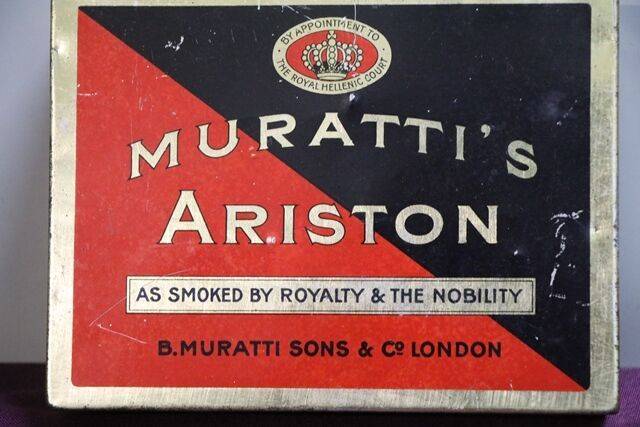 BY APPOINTMENT TO
THE ROYAL HELLENIC COURT
MURATTI'S
ARISTON
AS SMOKED BY ROYALTY & THE NOBILITY
B. MURATTI SONS & Co LONDON